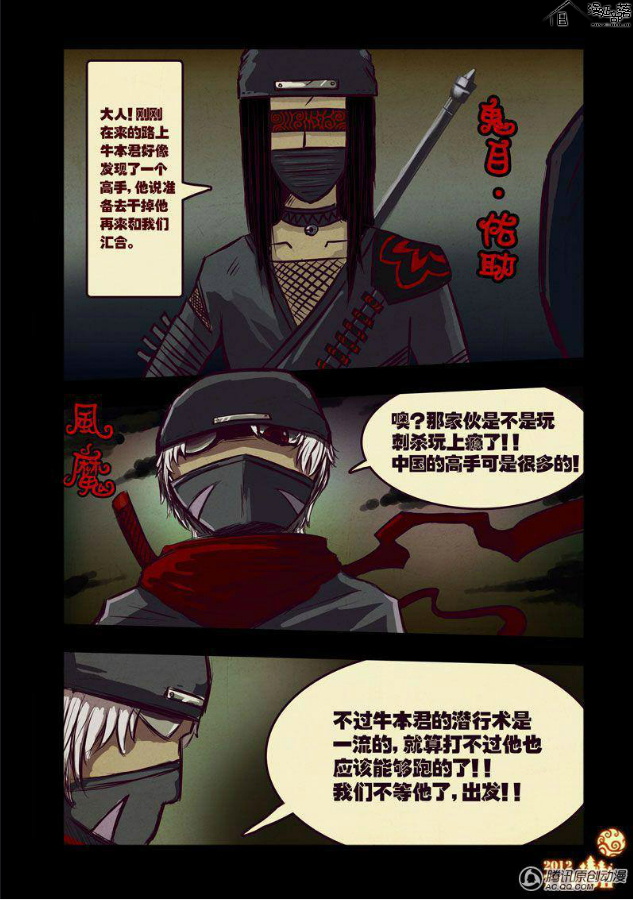 漫画部落
大人！刚刚
在来的路上
牛本君好像
发现了一个
高手，他说准
备去干掉他
再来和我们
汇合。
鬼目·佑助
風魔
噢？那家伙是不是玩
刺杀玩上瘾了！！
中国的高手可是很多的！
不过牛本君的潜行术是
一流的，就算打不过他也
应该能够跑的了！！
我们不等他了，出发！！
2012
腾讯原创动漫
AC.QQ.COM